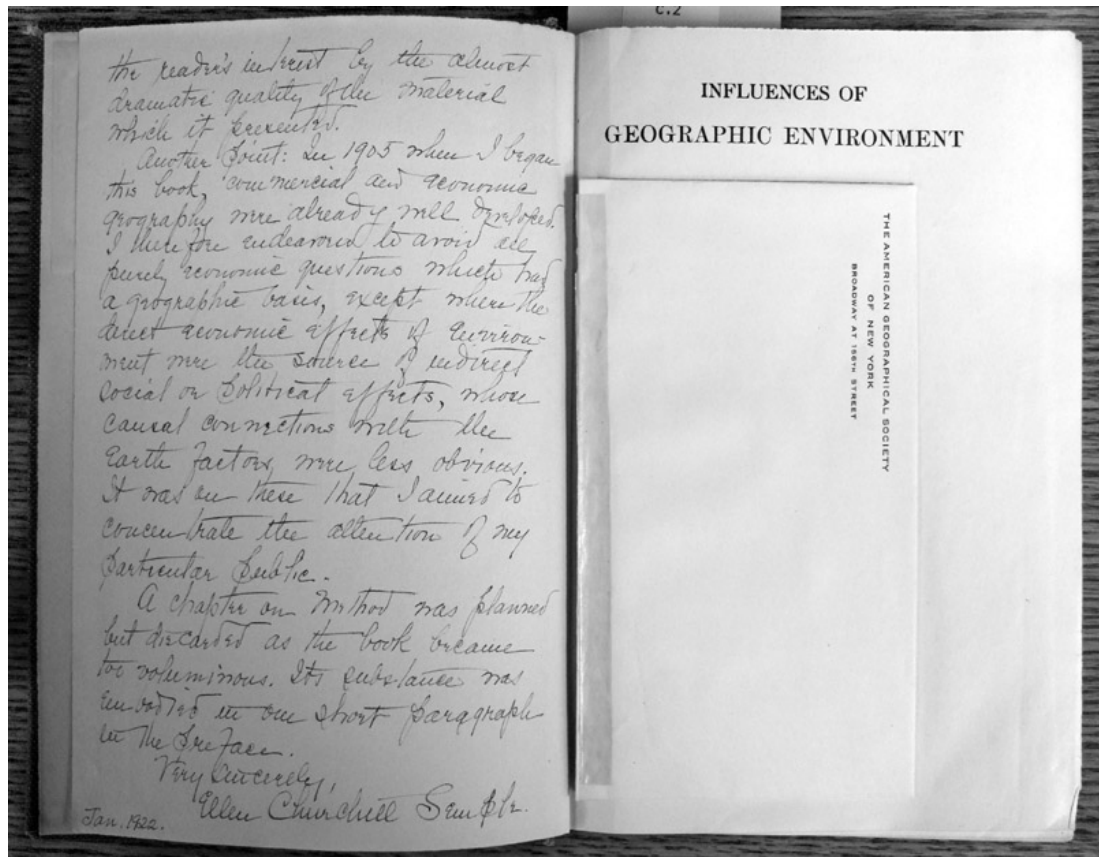 the reader's interest by the almost
dramatic quality of the material
which it presented.
Another point: In 1905 when I began
this book, commercial and economic
geography were already well developed.
I therefore endeavored to avoid all
purely economic questions which had
a geographic basis, except where the
direct economic effects of environ-
ment were the source of indirect
social or political effects, whose
causal connections with the
Earth factors, were less obvious.
It was on these that I aimed to
concentrate the attention of my
particular public.
A chapter on Method was planned
but discarded as the book became
too voluminous. Its substance was
embodied in one short paragraph
in the Preface.
Very sincerely,
Ellen Churchill Semple.
Jan. 1922.
C.2
INFLUENCES OF
GEOGRAPHIC ENVIRONMENT
THE AMERICAN GEOGRAPHICAL SOCIETY
OF NEW YORK
BROADWAY AT 156TH STREET